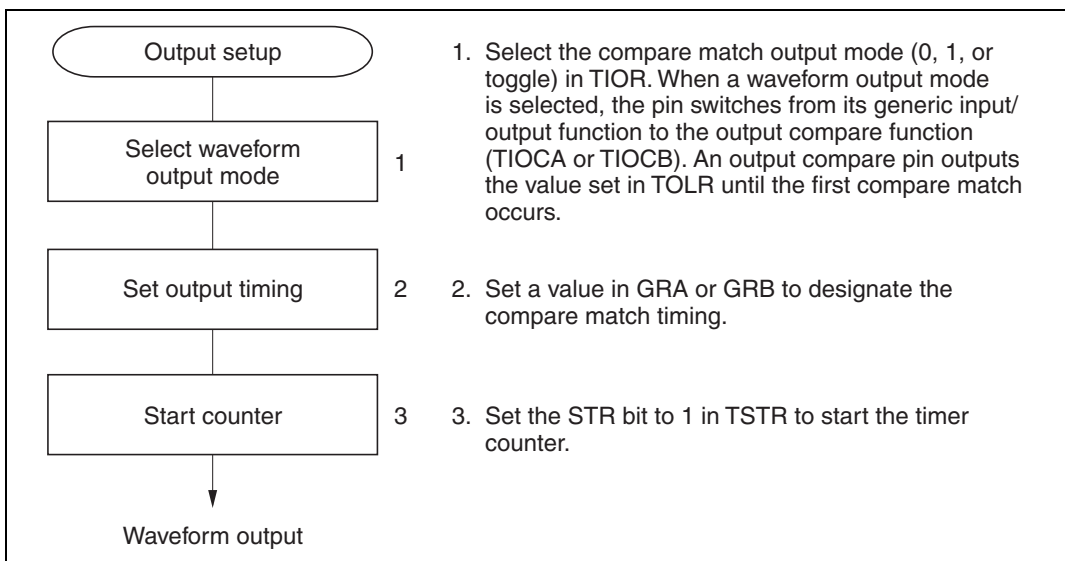 Output setup
Select waveform
output mode
1
Set output timing
2
Start counter
3
Waveform output
1. Select the compare match output mode (0, 1, or
toggle) in TIOR. When a waveform output mode
is selected, the pin switches from its generic input/
output function to the output compare function
(TIOCA or TIOCB). An output compare pin outputs
the value set in TOLR until the first compare match
occurs.
2. Set a value in GRA or GRB to designate the
compare match timing.
3. Set the STR bit to 1 in TSTR to start the timer
counter.